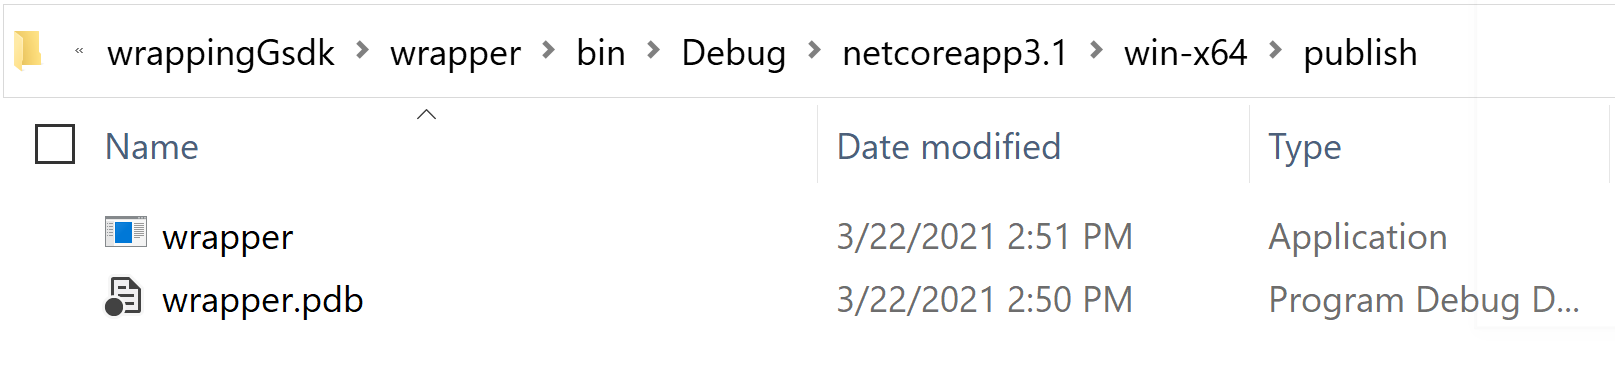 « wrappingGsdk > wrapper > bin > Debug > netcoreapp3.1 > win-x64 > publish
Name Date modified Type
wrapper 3/22/2021 2:51 PM Application
wrapper.pdb 3/22/2021 2:50 PM Program Debug D...